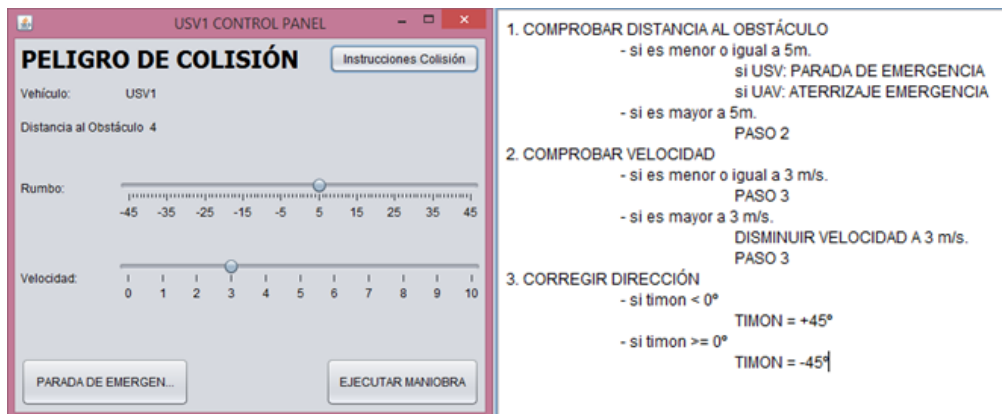 USV1 CONTROL PANEL
PELIGRO DE COLISIÓN
Instrucciones Colisión
Vehículo: USV1
Distancia al Obstáculo 4
Rumbo:
-45 -35 -25 -15 -5 5 15 25 35 45
Velocidad:
0 1 2 3 4 5 6 7 8 9 10
PARADA DE EMERGEN...
EJECUTAR MANIOBRA
1. COMPROBAR DISTANCIA AL OBSTÁCULO
- si es menor o igual a 5m.
si USV: PARADA DE EMERGENCIA
si UAV: ATERRIZAJE EMERGENCIA
- si es mayor a 5m.
PASO 2
2. COMPROBAR VELOCIDAD
- si es menor o igual a 3 m/s.
PASO 3
- si es mayor a 3 m/s.
DISMINUIR VELOCIDAD A 3 m/s.
PASO 3
3. CORREGIR DIRECCIÓN
- si timon < 0º
TIMON = +45º
- si timon >= 0º
TIMON = -45º